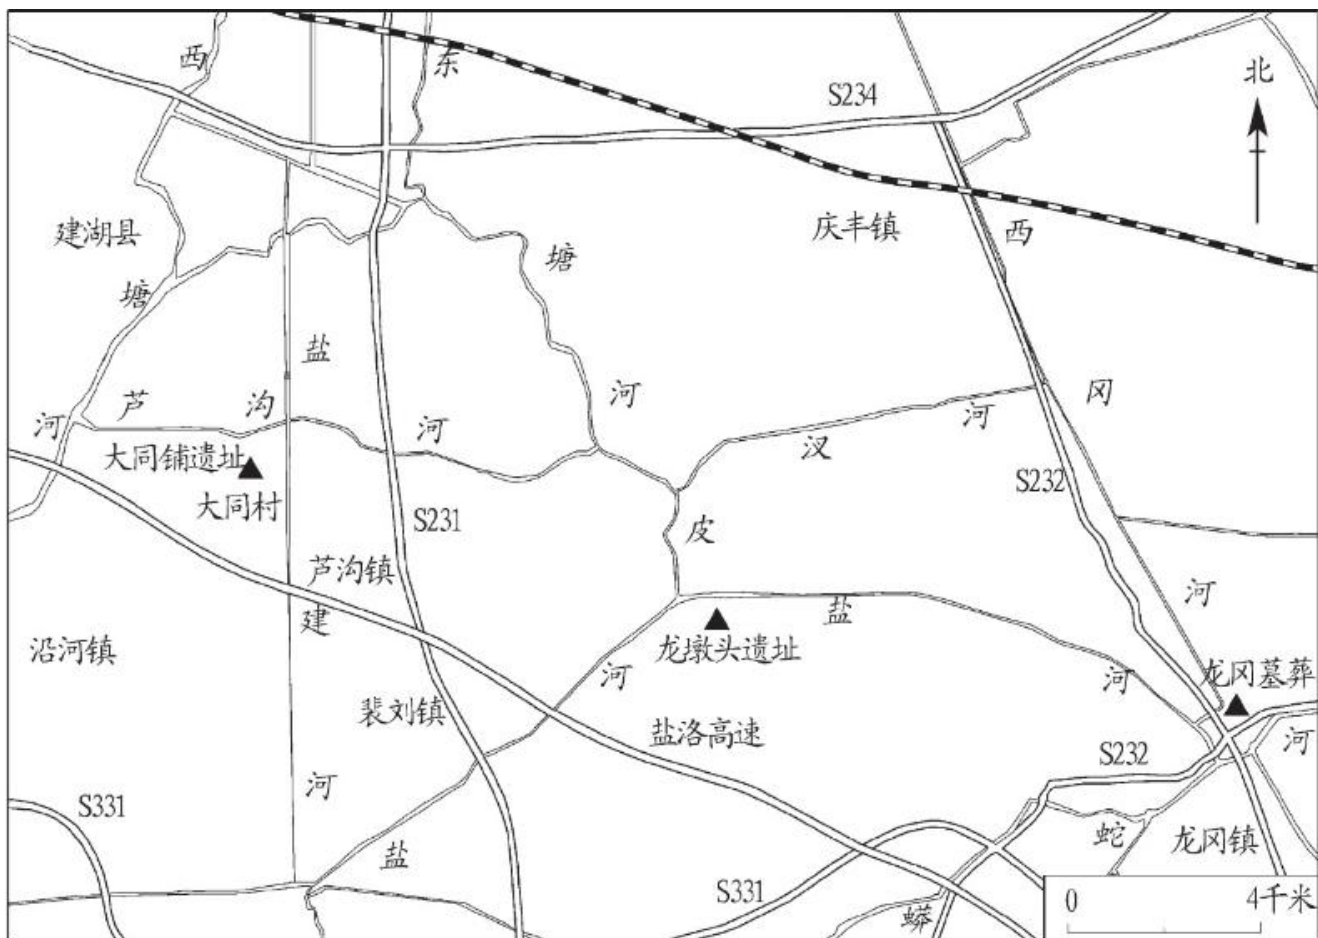 西
东
S234
北
建湖县
庆丰镇
西
塘
塘
盐
河
芦
沟
河
河
河
冈
汊
大同铺遗址
大同村
S231
S232
皮
芦沟镇
建
盐
河
沿河镇
龙墩头遗址
河
河
龙冈墓葬
裴刘镇
盐洛高速
河
S232
河
S331
盐
蛇
龙冈镇
S331
蟒
0
4千米